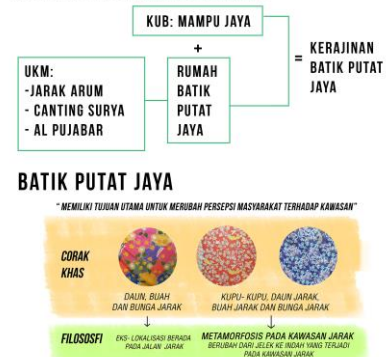 KUB: MAMPU JAYA
+
UKM:
-JARAK ARUM
- CANTING SURYA
- AL PUJABAR
RUMAH
BATIK
PUTAT
JAYA
=
KERAJINAN
BATIK PUTAT
JAYA
BATIK PUTAT JAYA
“ MEMILIKI TUJUAN UTAMA UNTUK MERUBAH PERSEPSI MASYARAKAT TERHADAP KAWASAN”
CORAK
KHAS
DAUN, BUAH
DAN BUNGA JARAK
KUPU- KUPU, DAUN JARAK,
BUAH JARAK DAN BUNGA JARAK
FILOSOSFI
EKS- LOKALISASI BERADA
PADA JALAN JARAK
METAMORFOSIS PADA KAWASAN JARAK
BERUBAH DARI JELEK KE INDAH YANG TERJADI
PADA KAWASAN JARAK